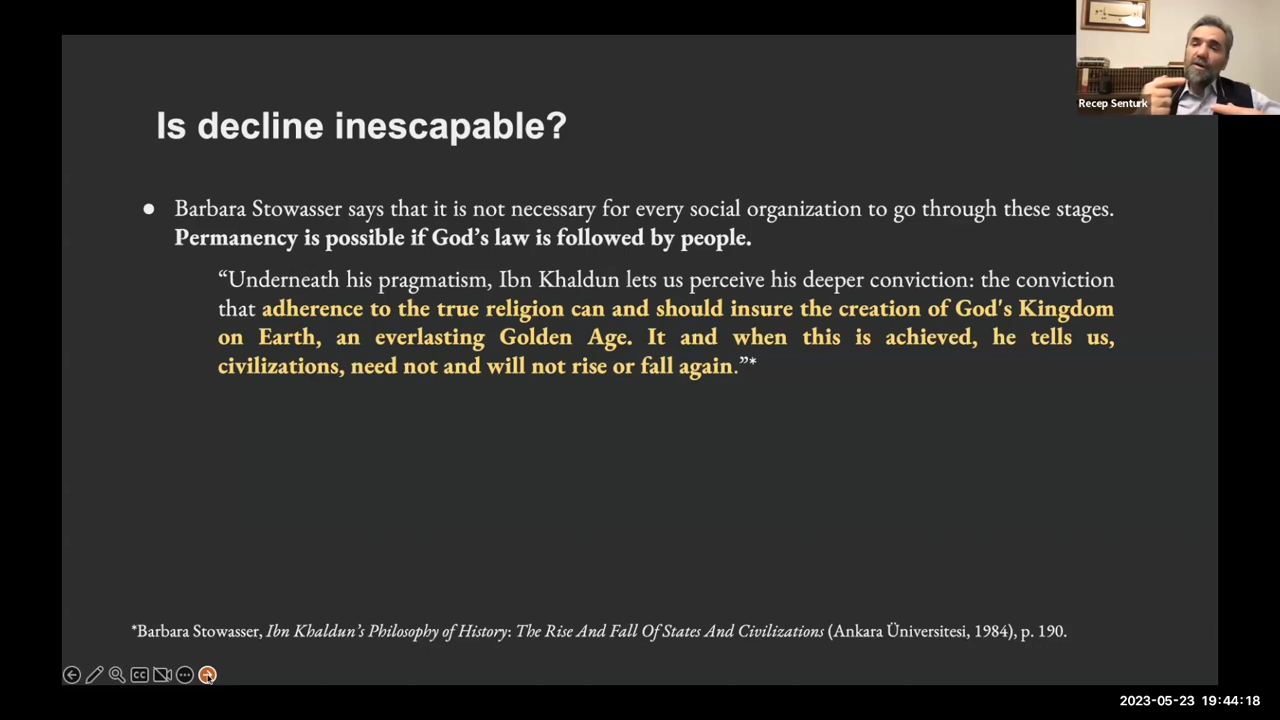 Recep Senturk
Is decline inescapable?
● Barbara Stowasser says that it is not necessary for every social organization to go through these stages.
Permanency is possible if God’s law is followed by people.
“Underneath his pragmatism, Ibn Khaldun lets us perceive his deeper conviction: the conviction
that adherence to the true religion can and should insure the creation of God's Kingdom
on Earth, an everlasting Golden Age. It and when this is achieved, he tells us,
civilizations, need not and will not rise or fall again.”*
*Barbara Stowasser, Ibn Khaldun’s Philosophy of History: The Rise And Fall Of States And Civilizations (Ankara Üniversitesi, 1984), p. 190.
CC
2023-05-23 19:44:18